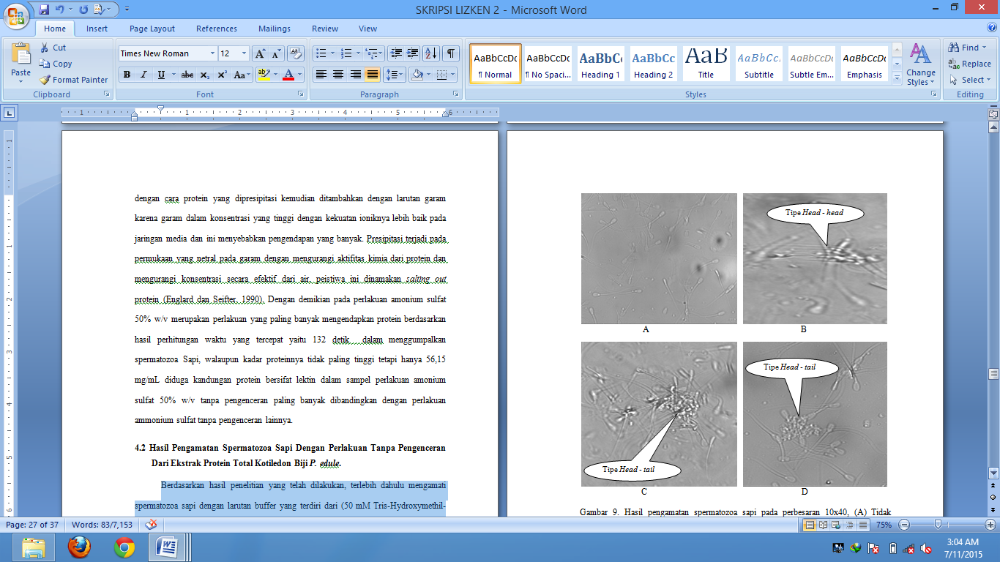 SKRIPSI LIZKEN 2 - Microsoft Word
Home Insert Page Layout References Mailings Review View
Paste
Cut
Copy
Format Painter
Clipboard
Times New Roman 12
B I U abc x₂ x² Aa
Font
Paragraph
AaBbCcDc AaBbCcDc AaBbC AaBbCc AaB AaBbCc. AaBbCcDc AaBbCcDc
¶ Normal ¶ No Spaci... Heading 1 Heading 2 Title Subtitle Subtle Em... Emphasis
Change Styles
Styles
Find
Replace
Select
Editing
1 1 2 3 4 5 6
dengan cara protein yang dipresipitasi kemudian ditambahkan dengan larutan garam
karena garam dalam konsentrasi yang tinggi dengan kekuatan ioniknya lebih baik pada
jaringan media dan ini menyebabkan pengendapan yang banyak. Presipitasi terjadi pada
permukaan yang netral pada garam dengan mengurangi aktifitas kimia dari protein dan
mengurangi konsentrasi secara efektif dari air, peistiwa ini dinamakan salting out
protein (Englard dan Seifter, 1990). Dengan demikian pada perlakuan amonium sulfat
50% w/v merupakan perlakuan yang paling banyak mengendapkan protein berdasarkan
hasil perhitungan waktu yang tercepat yaitu 132 detik dalam menggumpalkan
spermatozoa Sapi, walaupun kadar proteinnya tidak paling tinggi tetapi hanya 56,15
mg/mL diduga kandungan protein bersifat lektin dalam sampel perlakuan amonium
sulfat 50% w/v tanpa pengenceran paling banyak dibandingkan dengan perlakuan
ammonium sulfat tanpa pengenceran lainnya.
4.2 Hasil Pengamatan Spermatozoa Sapi Dengan Perlakuan Tanpa Pengenceran
Dari Ekstrak Protein Total Kotiledon Biji P. edule.
Berdasarkan hasil penelitian yang telah dilakukan, terlebih dahulu mengamati
spermatozoa sapi dengan larutan buffer yang terdiri dari (50 mM Tris-Hydroxymethil-
Tipe Head - head
A B
Tipe Head - tail
Tipe Head - tail
C D
Gambar 9. Hasil pengamatan spermatozoa sapi pada perbesaran 10x40, (A) Tidak
Page: 27 of 37 Words: 83/7,153 75%
3:04 AM
7/11/2015